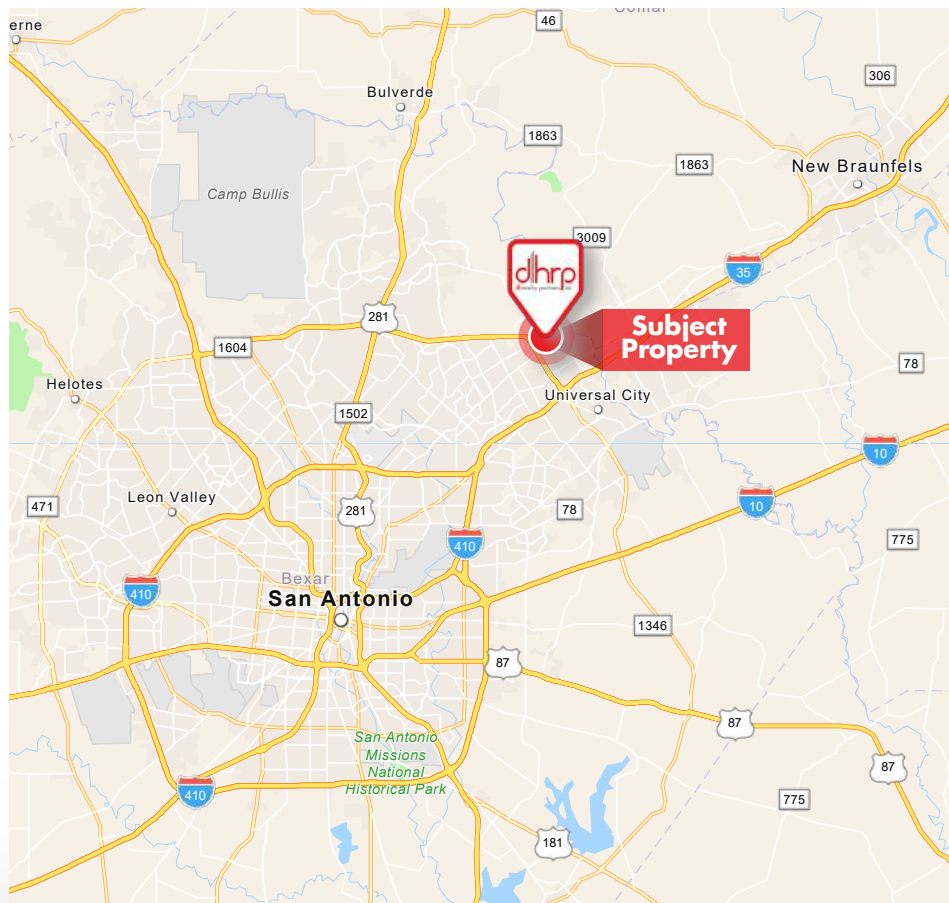 Comal
46
erne
306
Bulverde
1863
1863
New Braunfels
Camp Bullis
3009
dhrp
35
281
Subject
Property
1604
78
Helotes
Universal City
1502
10
Leon Valley
10
471
281
78
775
410
Bexar
410
San Antonio
1346
87
87
San Antonio
Missions
National
Historical Park
87
410
775
181